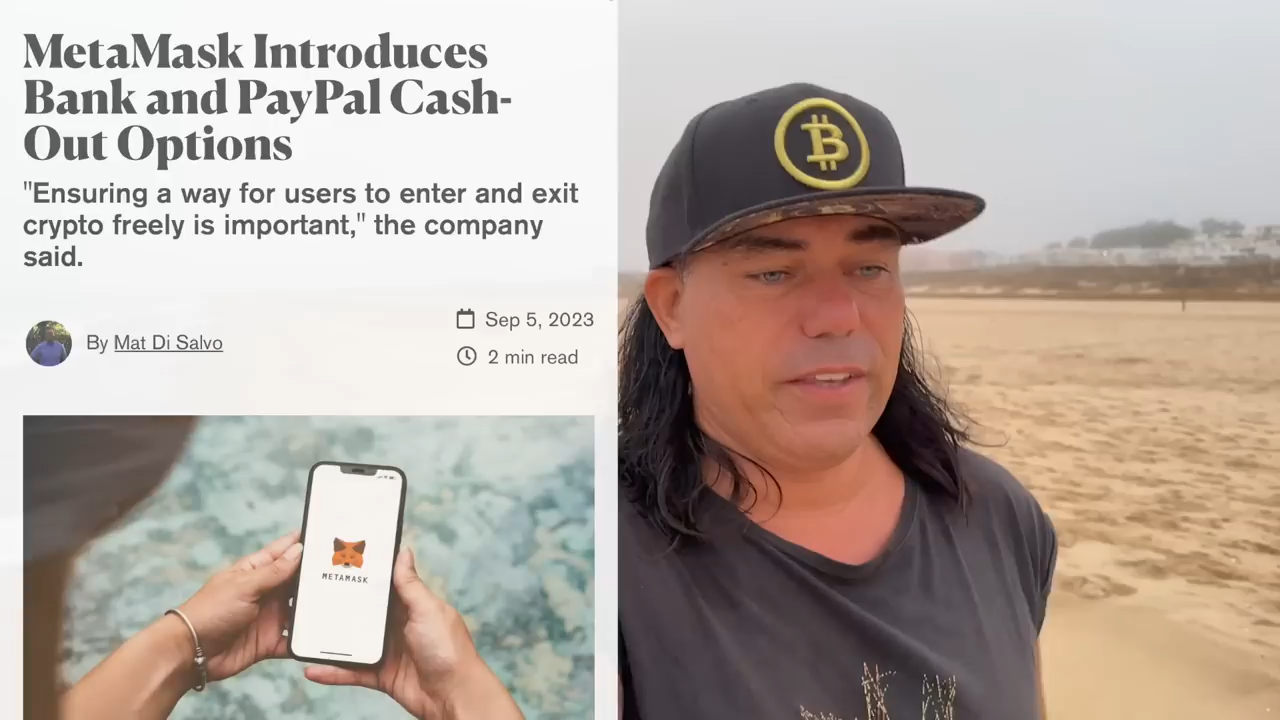 MetaMask Introduces
Bank and PayPal Cash-
Out Options
"Ensuring a way for users to enter and exit
crypto freely is important," the company
said.
By Mat Di Salvo
Sep 5, 2023
2 min read
METAMASK